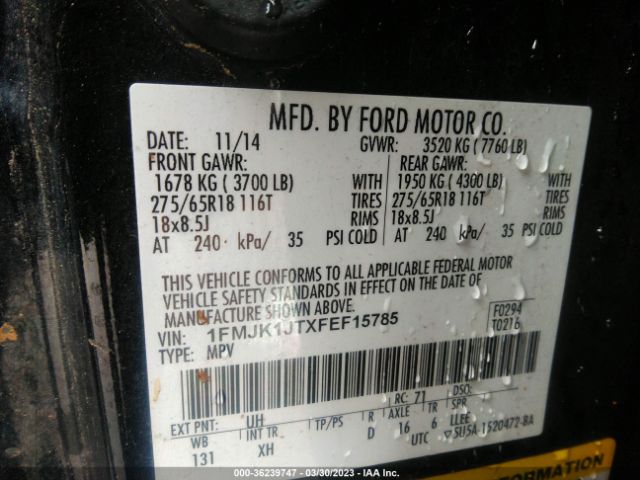 MFD. BY FORD MOTOR CO.
DATE: 11/14 GVWR: 3520 KG ( 7760 LB)
FRONT GAWR: REAR GAWR:
1678 KG ( 3700 LB) WITH 1950 KG ( 4300 LB) WITH
275/65R18 116T TIRES 275/65R18 116T TIRES
18x8.5J RIMS 18x8.5J RIMS
AT 240 kPa/ 35 PSI COLD AT 240 kPa/ 35 PSI COLD
THIS VEHICLE CONFORMS TO ALL APPLICABLE FEDERAL MOTOR
VEHICLE SAFETY STANDARDS IN EFFECT ON THE DATE OF
MANUFACTURE SHOWN ABOVE.
VIN: 1FMJK1JTXFEF15785 F0294
TYPE: MPV T0216
RC: 71 DSO:
EXT PNT: UH
WB INT TR TP/PS R AXLE TR SPR
131 XH D 16 6 LLEE
UTC 5U5A-1520472-BA
INFORMATION
000-36239747 - 03/30/2023 - IAA Inc.